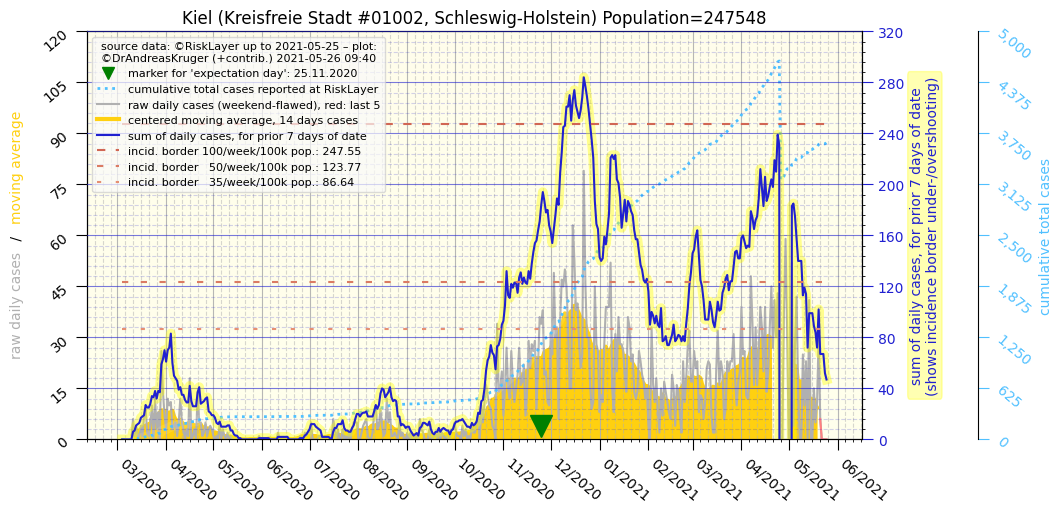 Kiel (Kreisfreie Stadt #01002, Schleswig-Holstein) Population=247548
source data: ©RiskLayer up to 2021-05-25 – plot:
©DrAndreasKruger (+contrib.) 2021-05-26 09:40
marker for 'expectation day': 25.11.2020
cumulative total cases reported at RiskLayer
raw daily cases (weekend-flawed), red: last 5
centered moving average, 14 days cases
sum of daily cases, for prior 7 days of date
incid. border 100/week/100k pop.: 247.55
incid. border 50/week/100k pop.: 123.77
incid. border 35/week/100k pop.: 86.64
raw daily cases / moving average
120
105
90
75
60
45
30
15
0
03/2020
04/2020
05/2020
06/2020
07/2020
08/2020
09/2020
10/2020
11/2020
12/2020
01/2021
02/2021
03/2021
04/2021
05/2021
06/2021
320
280
240
200
160
120
80
40
0
sum of daily cases, for prior 7 days of date
(shows incidence border under-/overshooting)
5,000
4,375
3,750
3,125
2,500
1,875
1,250
625
0
cumulative total cases